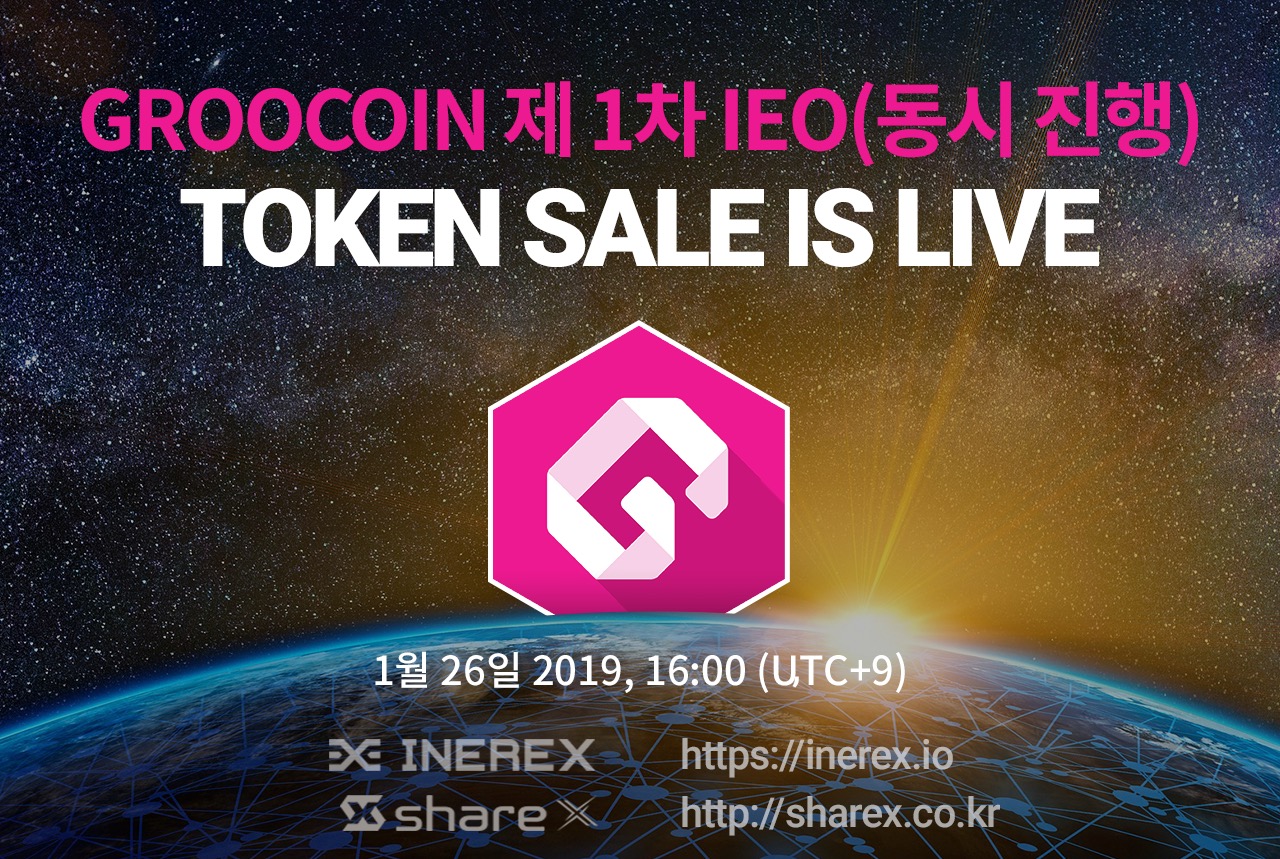 GROOCOIN 제 1차 IEO(동시 진행)
TOKEN SALE IS LIVE
1월 26일 2019, 16:00 (UTC+9)
INEREX https://inerex.io
share X http://sharex.co.kr